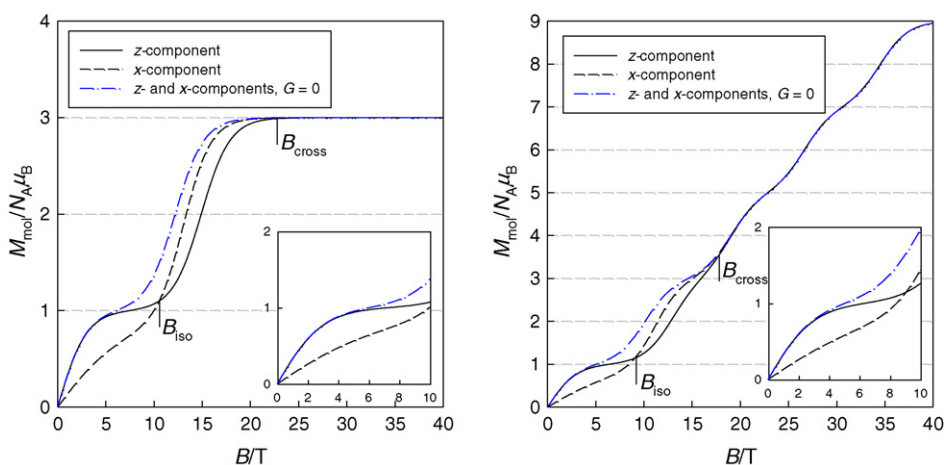 z-component
x-component
z- and x-components, G = 0
M_mol/N_Aμ_B
4
3
2
1
0
B_cross
B_iso
2
1
0
0 2 4 6 8 10
0 5 10 15 20 25 30 35 40
B/T
z-component
x-component
z- and x-components, G = 0
M_mol/N_Aμ_B
9
8
7
6
5
4
3
2
1
0
B_cross
B_iso
2
1
0
0 2 4 6 8 10
0 5 10 15 20 25 30 35 40
B/T